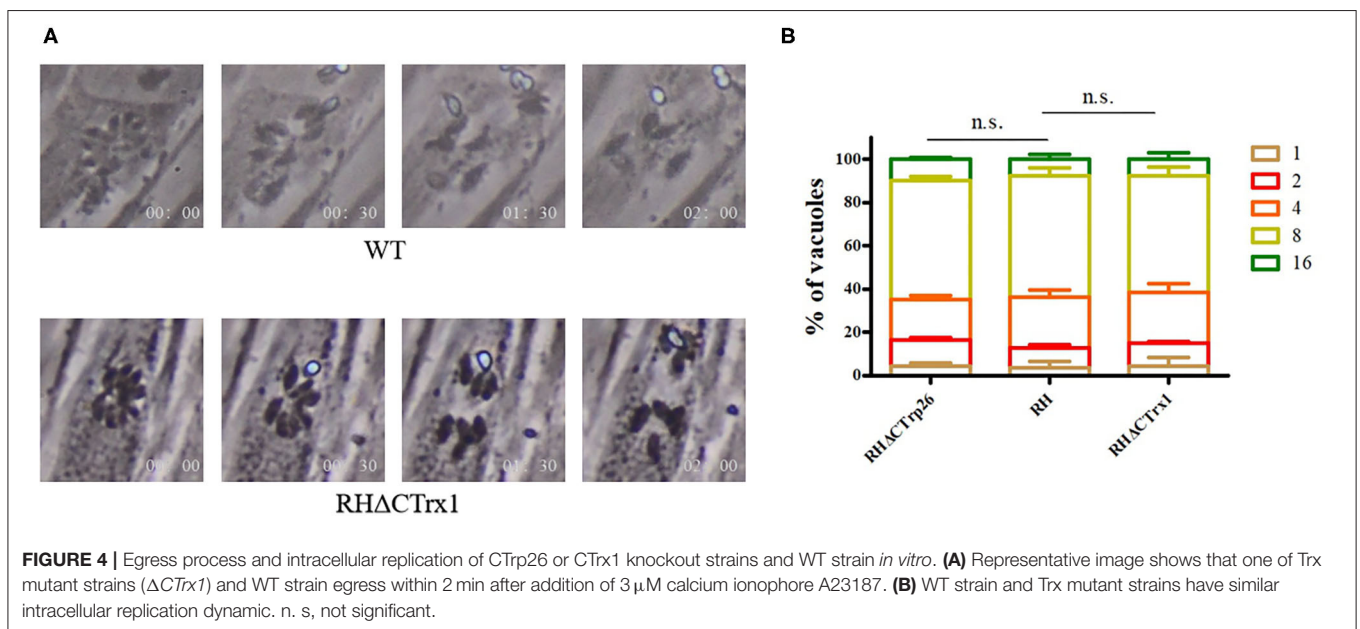 A
00: 00
00: 30
01: 30
02: 00
WT
00: 00
00: 30
01: 30
02: 00
RHΔCTrx1
B
n.s.
n.s.
% of vacuoles
100
80
60
40
20
0
RHΔCTrp26
RH
RHΔCTrx1
1
2
4
8
16
FIGURE 4 | Egress process and intracellular replication of CTrp26 or CTrx1 knockout strains and WT strain in vitro. (A) Representative image shows that one of Trx
mutant strains (ΔCTrx1) and WT strain egress within 2 min after addition of 3 μM calcium ionophore A23187. (B) WT strain and Trx mutant strains have similar
intracellular replication dynamic. n. s, not significant.